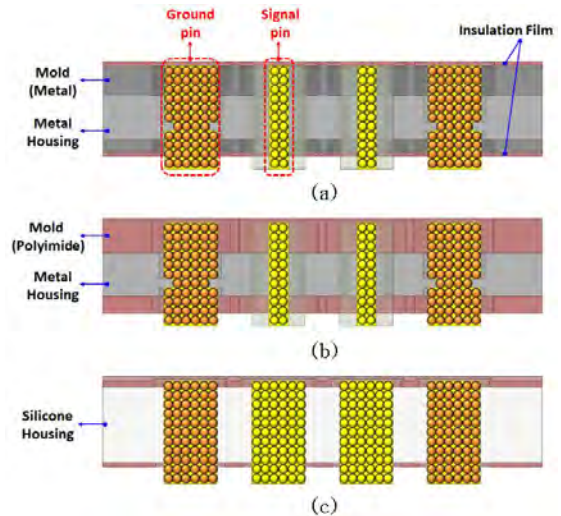 Ground
pin
Signal
pin
Insulation Film
Mold
(Metal)
Metal
Housing
(a)
Mold
(Polyimide)
Metal
Housing
(b)
Silicone
Housing
(c)